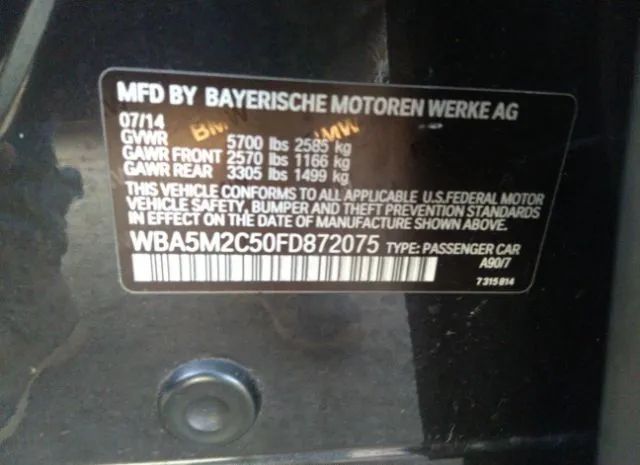 MFD BY BAYERISCHE MOTOREN WERKE AG
07/14
BMW BMW
GVWR 5700 lbs 2585 kg
GAWR FRONT 2570 lbs 1166 kg
GAWR REAR 3305 lbs 1499 kg
THIS VEHICLE CONFORMS TO ALL APPLICABLE U.S.FEDERAL MOTOR
VEHICLE SAFETY, BUMPER AND THEFT PREVENTION STANDARDS
IN EFFECT ON THE DATE OF MANUFACTURE SHOWN ABOVE.
WBA5M2C50FD872075 TYPE: PASSENGER CAR
A90/7
7 315 814